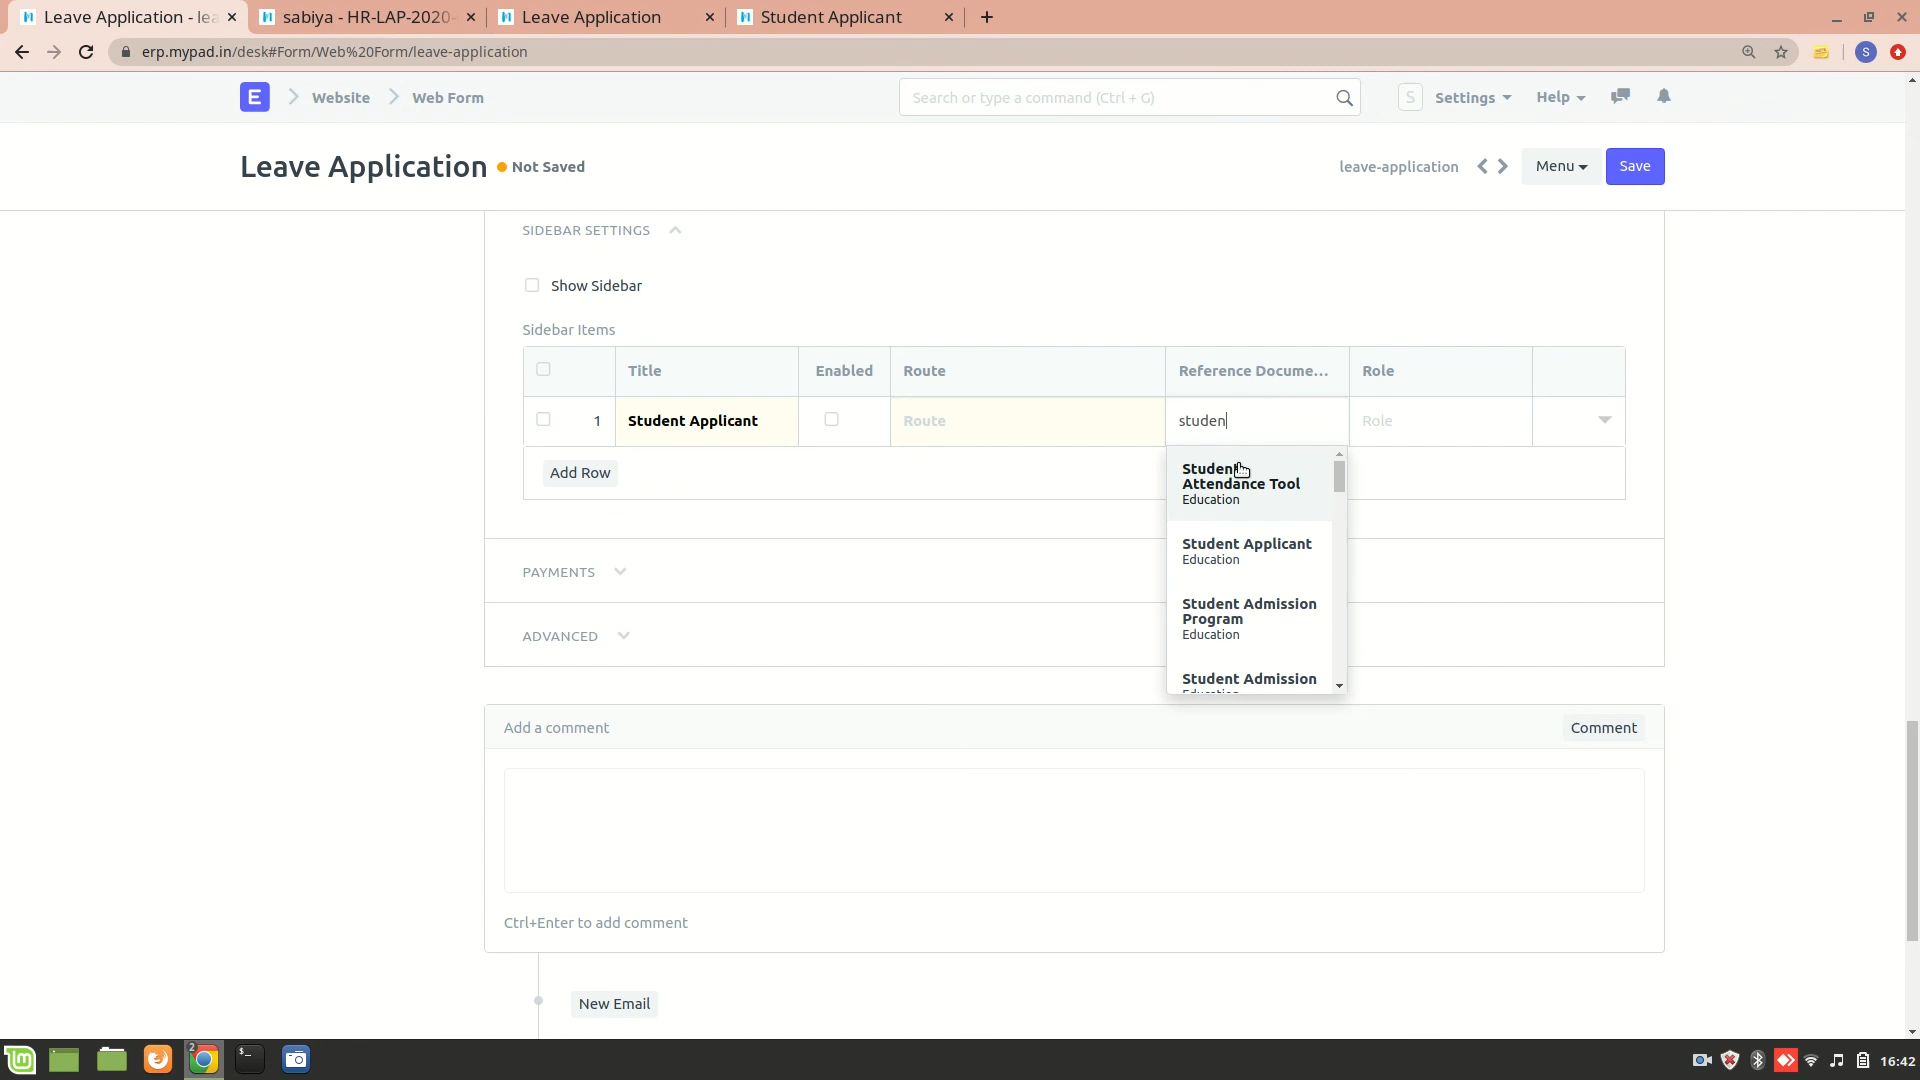 Leave Application - lea
sabiya - HR-LAP-2020-
Leave Application
Student Applicant
erp.mypad.in/desk#Form/Web%20Form/leave-application
S
E
Website
Web Form
Search or type a command (Ctrl + G)
S
Settings
Help
Leave Application
Not Saved
leave-application
Menu
Save
SIDEBAR SETTINGS
Show Sidebar
Sidebar Items
Title
Enabled
Route
Reference Docume...
Role
1
Student Applicant
Route
studen
Role
Add Row
Student
Attendance Tool
Education
Student Applicant
Education
Student Admission
Program
Education
Student Admission
Education
PAYMENTS
ADVANCED
Add a comment
Comment
Ctrl+Enter to add comment
New Email
2
16:42